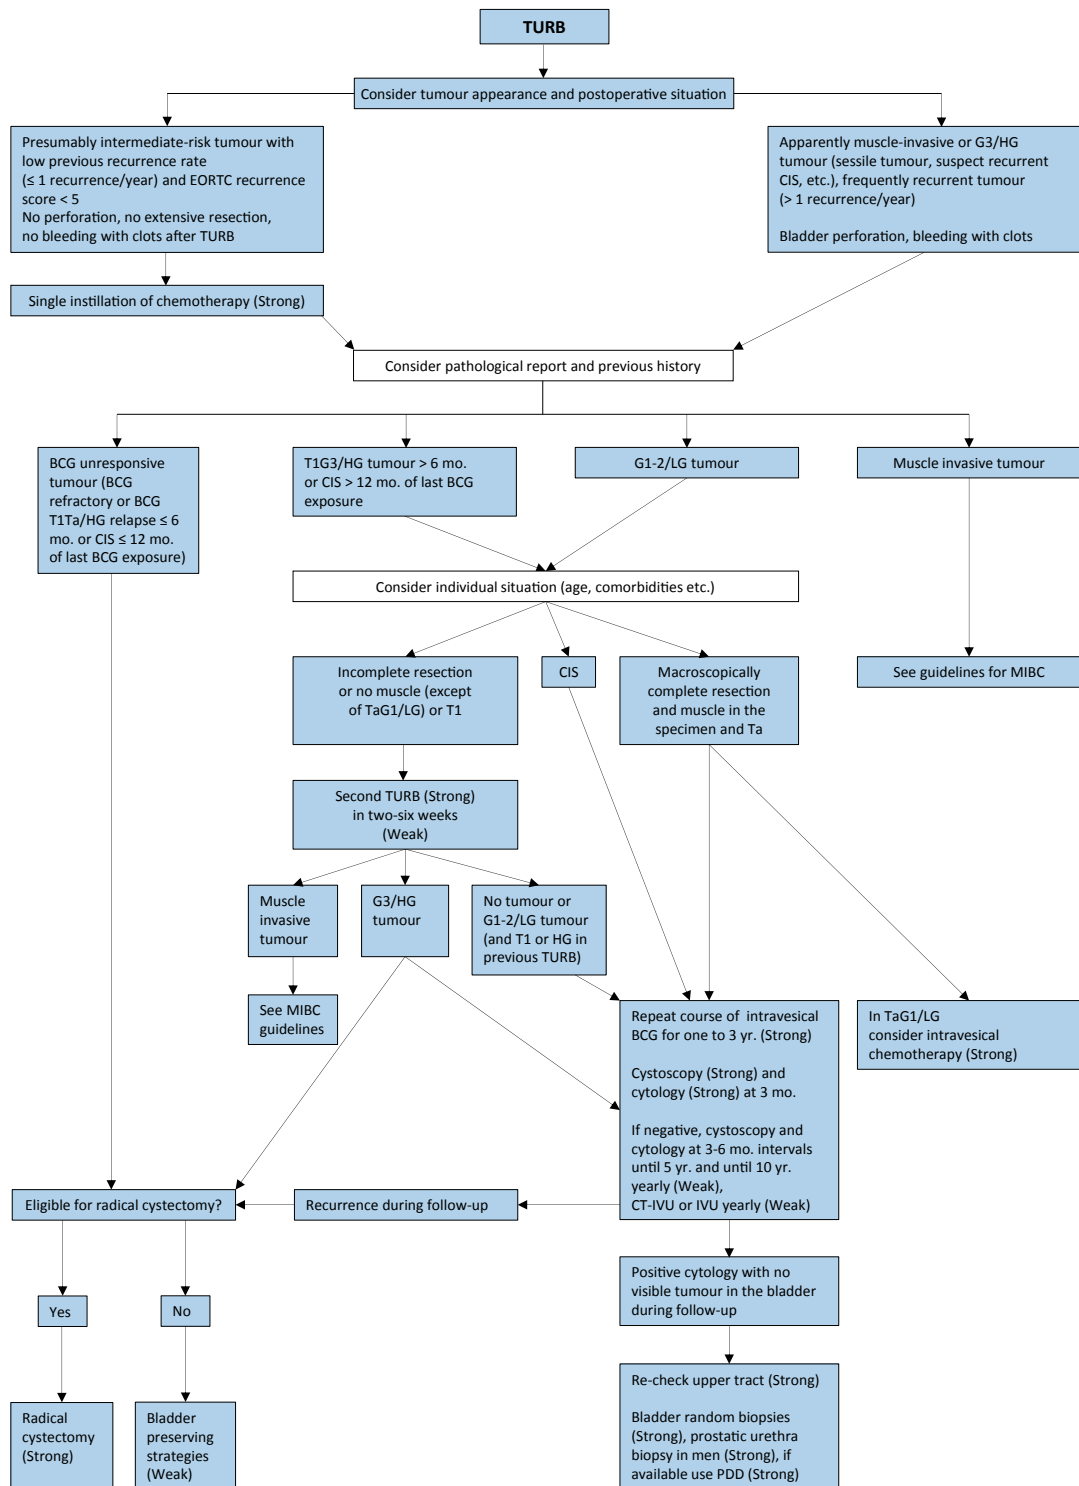 TURB
Consider tumour appearance and postoperative situation
Presumably intermediate-risk tumour with
low previous recurrence rate
(≤ 1 recurrence/year) and EORTC recurrence
score < 5
No perforation, no extensive resection,
no bleeding with clots after TURB
Apparently muscle-invasive or G3/HG
tumour (sessile tumour, suspect recurrent
CIS, etc.), frequently recurrent tumour
(> 1 recurrence/year)
Bladder perforation, bleeding with clots
Single instillation of chemotherapy (Strong)
Consider pathological report and previous history
BCG unresponsive
tumour (BCG
refractory or BCG
T1Ta/HG relapse ≤ 6
mo. or CIS ≤ 12 mo.
of last BCG exposure)
T1G3/HG tumour > 6 mo.
or CIS > 12 mo. of last BCG
exposure
G1-2/LG tumour
Muscle invasive tumour
Consider individual situation (age, comorbidities etc.)
Incomplete resection
or no muscle (except
of TaG1/LG) or T1
CIS
Macroscopically
complete resection
and muscle in the
specimen and Ta
See guidelines for MIBC
Second TURB (Strong)
in two-six weeks
(Weak)
Muscle
invasive
tumour
G3/HG
tumour
No tumour or
G1-2/LG tumour
(and T1 or HG in
previous TURB)
See MIBC
guidelines
Repeat course of intravesical
BCG for one to 3 yr. (Strong)
Cystoscopy (Strong) and
cytology (Strong) at 3 mo.
If negative, cystoscopy and
cytology at 3-6 mo. intervals
until 5 yr. and until 10 yr.
yearly (Weak),
CT-IVU or IVU yearly (Weak)
In TaG1/LG
consider intravesical
chemotherapy (Strong)
Eligible for radical cystectomy?
Recurrence during follow-up
Yes
No
Positive cytology with no
visible tumour in the bladder
during follow-up
Radical
cystectomy
(Strong)
Bladder
preserving
strategies
(Weak)
Re-check upper tract (Strong)
Bladder random biopsies
(Strong), prostatic urethra
biopsy in men (Strong), if
available use PDD (Strong)